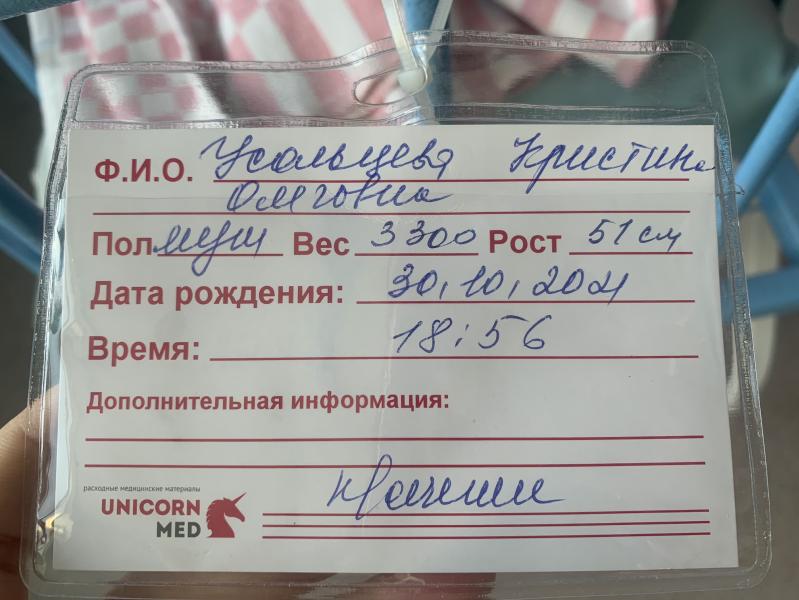 Ф.И.О. Усольцева Кристина
Олеговна
Пол муш Вес 3300 Рост 51 см
Дата рождения: 30,10,2021
Время: 18:56
Дополнительная информация:
расходные медицинские материалы
UNICORN
MED